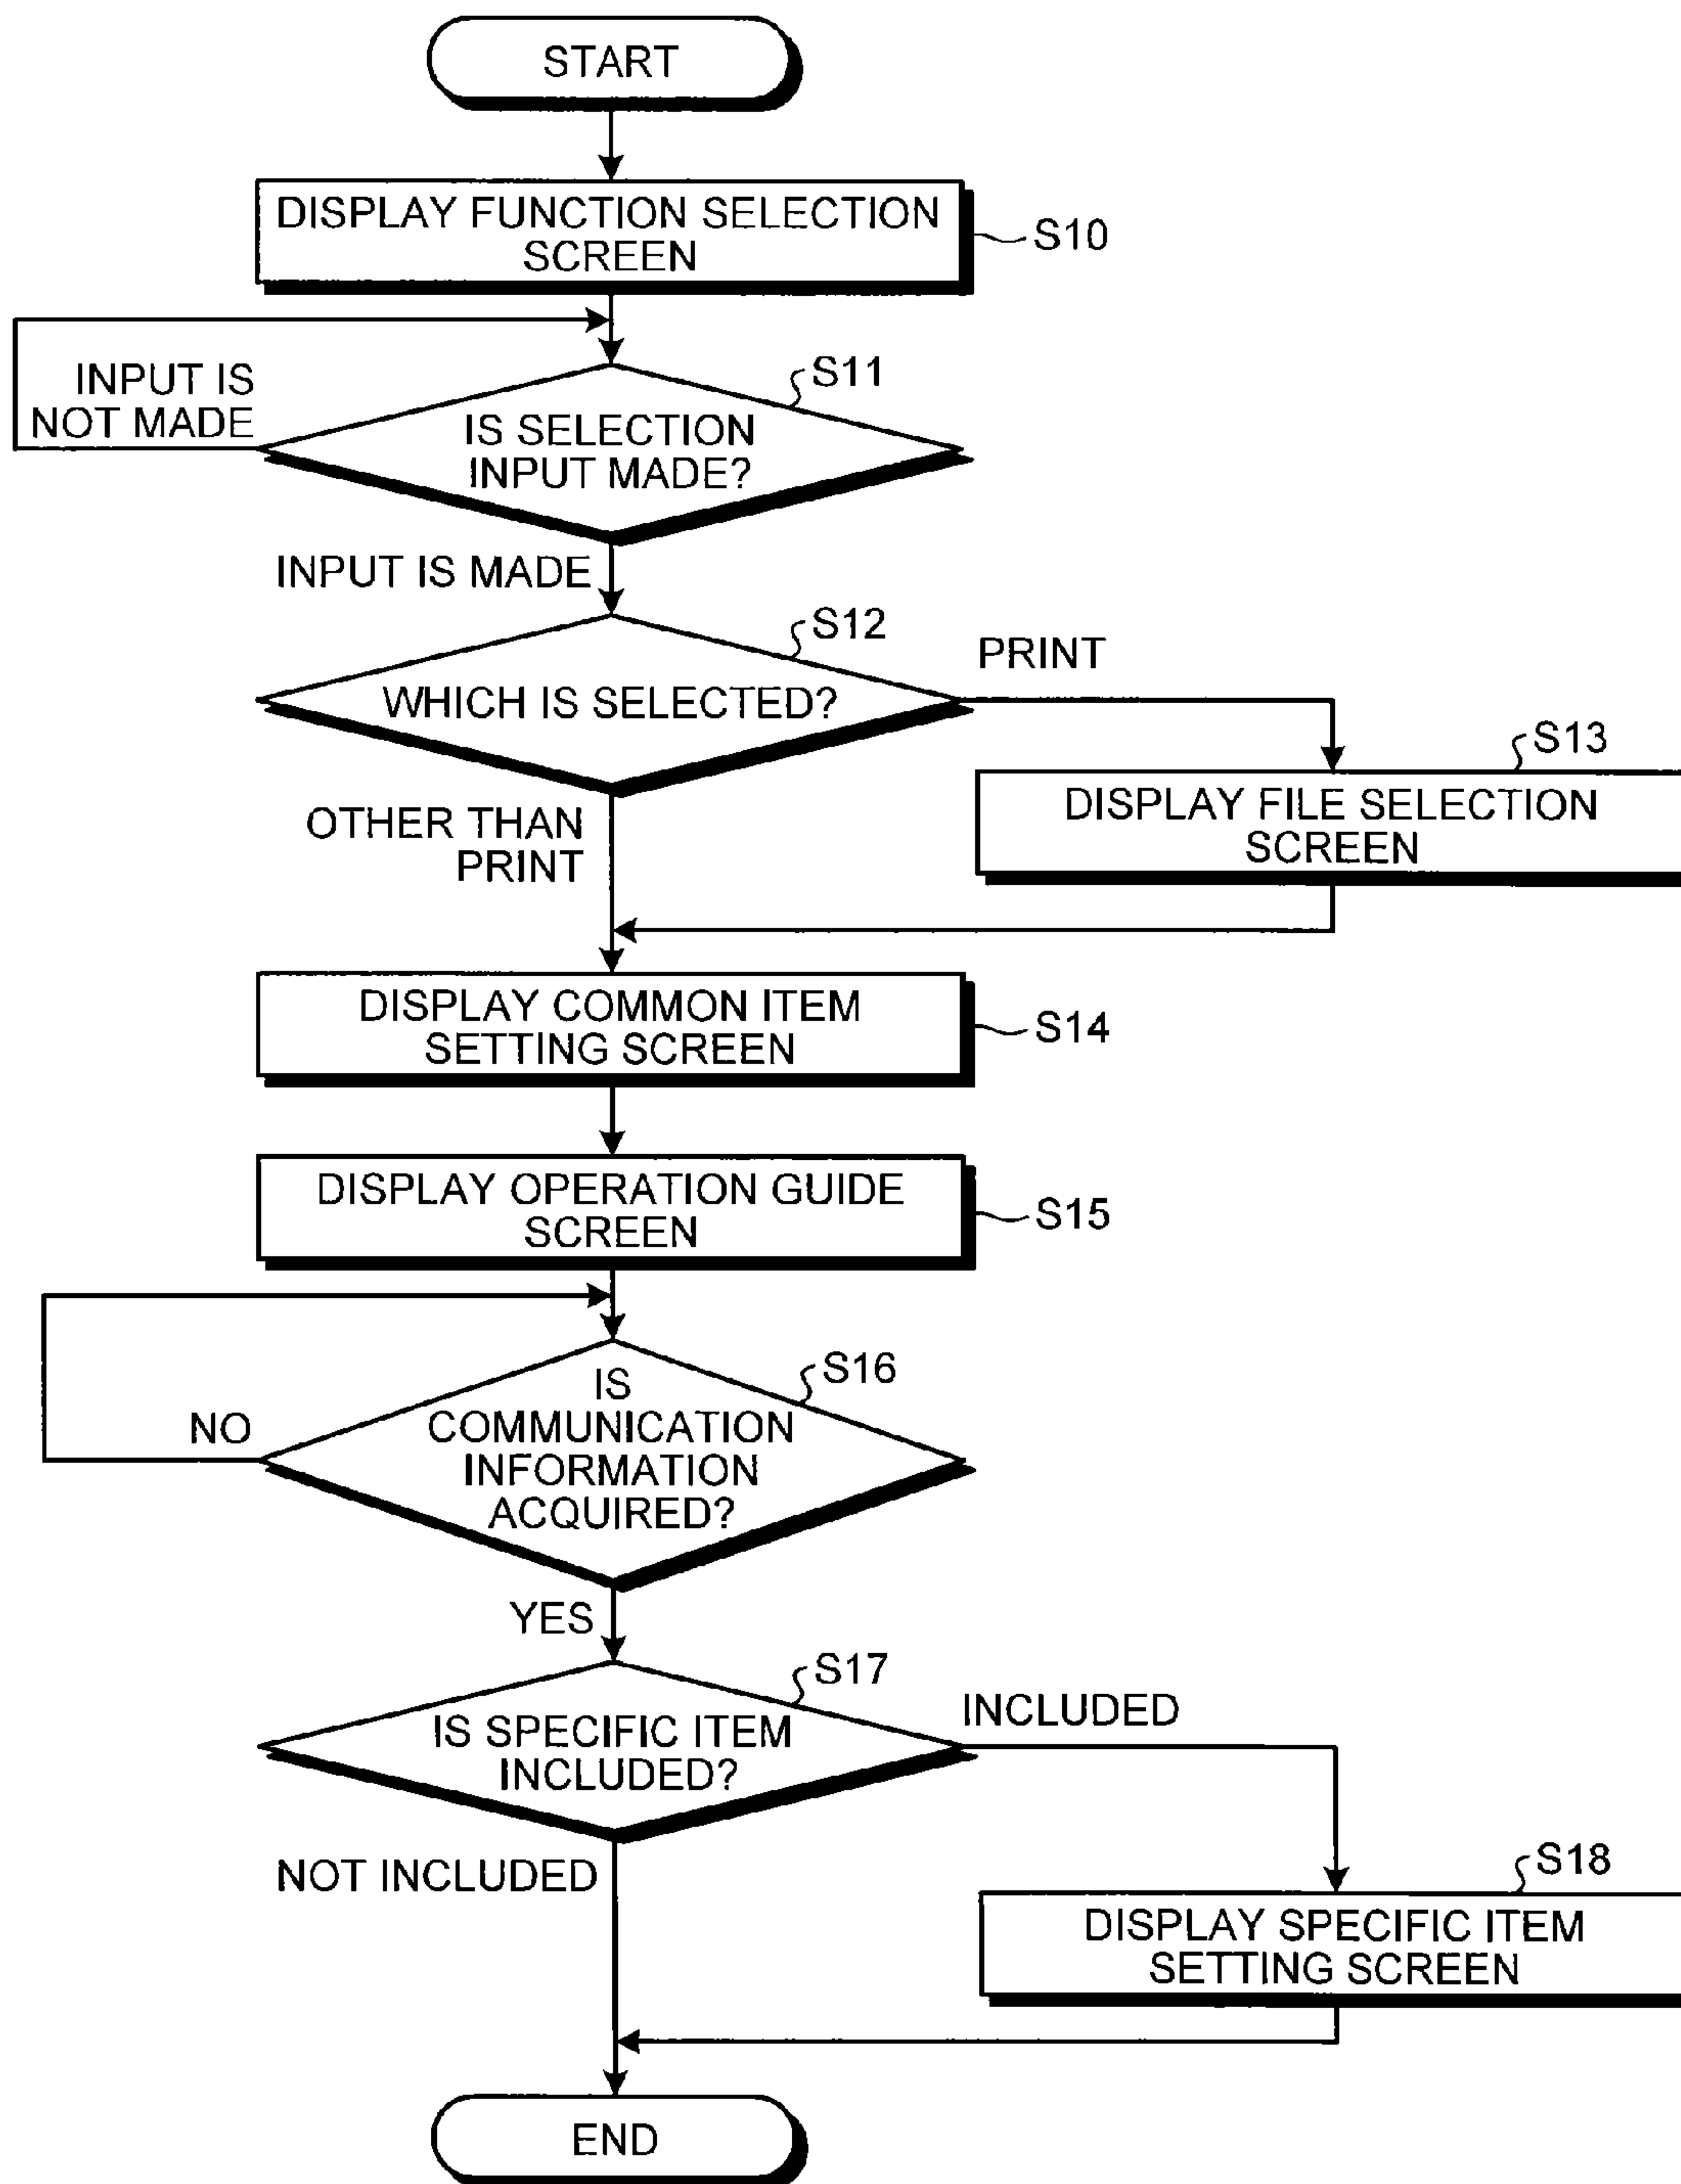 START
DISPLAY FUNCTION SELECTION
SCREEN
S10
INPUT IS
NOT MADE
S11
IS SELECTION
INPUT MADE?
INPUT IS MADE
S12
WHICH IS SELECTED?
PRINT
S13
DISPLAY FILE SELECTION
SCREEN
OTHER THAN
PRINT
DISPLAY COMMON ITEM
SETTING SCREEN
S14
DISPLAY OPERATION GUIDE
SCREEN
S15
S16
IS
COMMUNICATION
INFORMATION
ACQUIRED?
NO
YES
S17
IS SPECIFIC ITEM
INCLUDED?
INCLUDED
NOT INCLUDED
S18
DISPLAY SPECIFIC ITEM
SETTING SCREEN
END